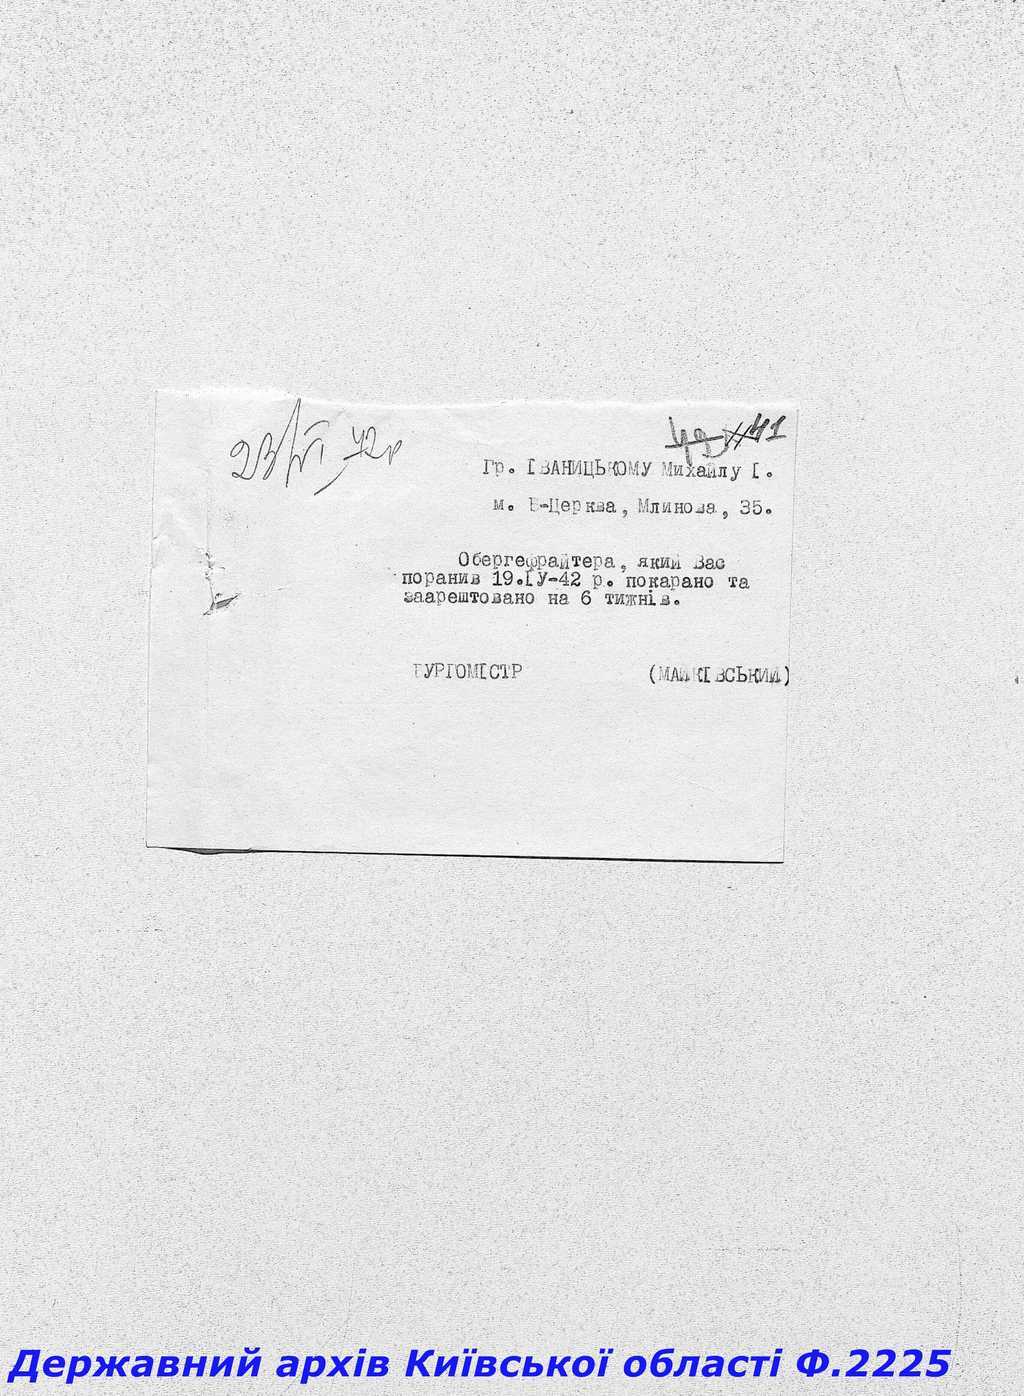 23/VI 42р
41
Гр. ІВАНИЦЬКОМУ Михайлу І.
м. Б-Церква, Млинова, 35.
Обергефрайтера, який Вас
поранив 19.ІУ-42 р. покарано та
заарештовано на 6 тижнів.
БУРГОМІСТР (МАЙКІВСЬКИЙ)
Державний архів Київської області Ф.2225